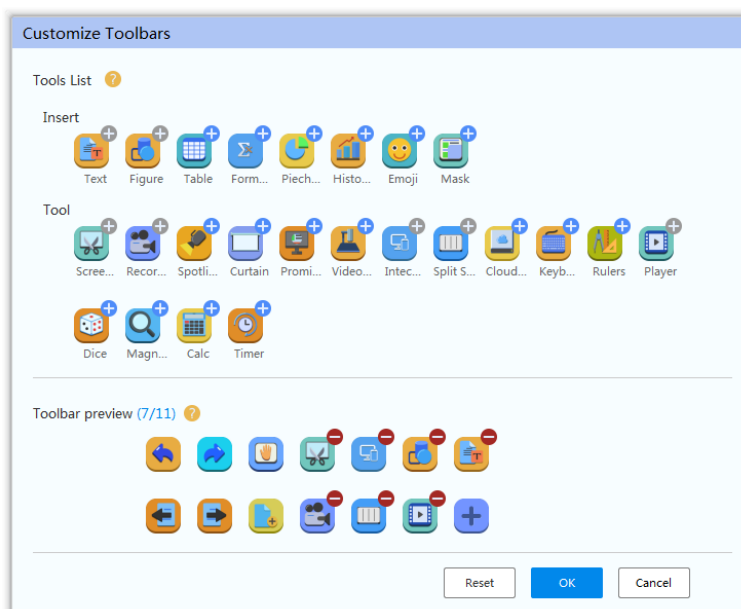 Customize Toolbars
Tools List ?
Insert
Text Figure Table Form... Piech... Histo... Emoji Mask
Tool
Scree... Recor... Spotli... Curtain Promi... Video... Intec... Split S... Cloud... Keyb... Rulers Player
Dice Magn... Calc Timer
Toolbar preview (7/11) ?
Reset OK Cancel